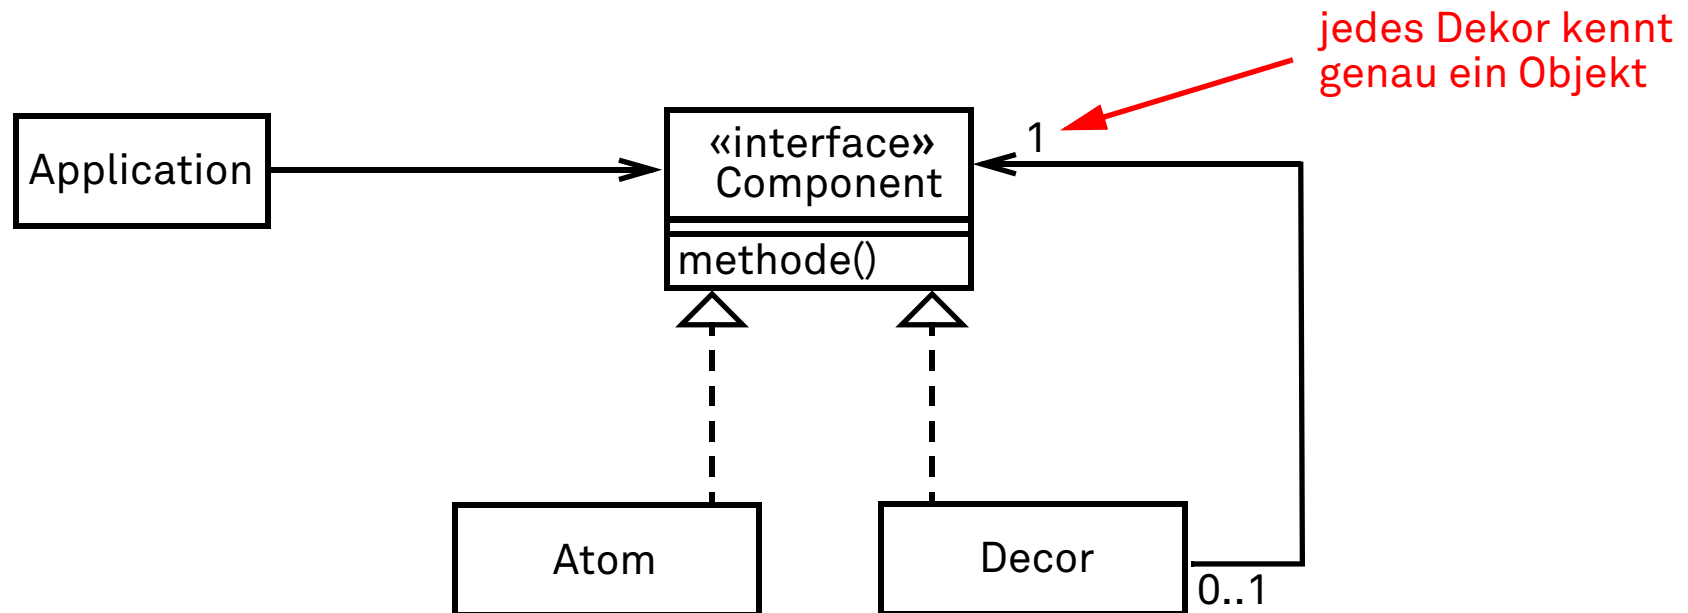 jedes Dekor kennt
genau ein Objekt
1
Application
«interface»
Component
methode()
Atom
Decor
0..1